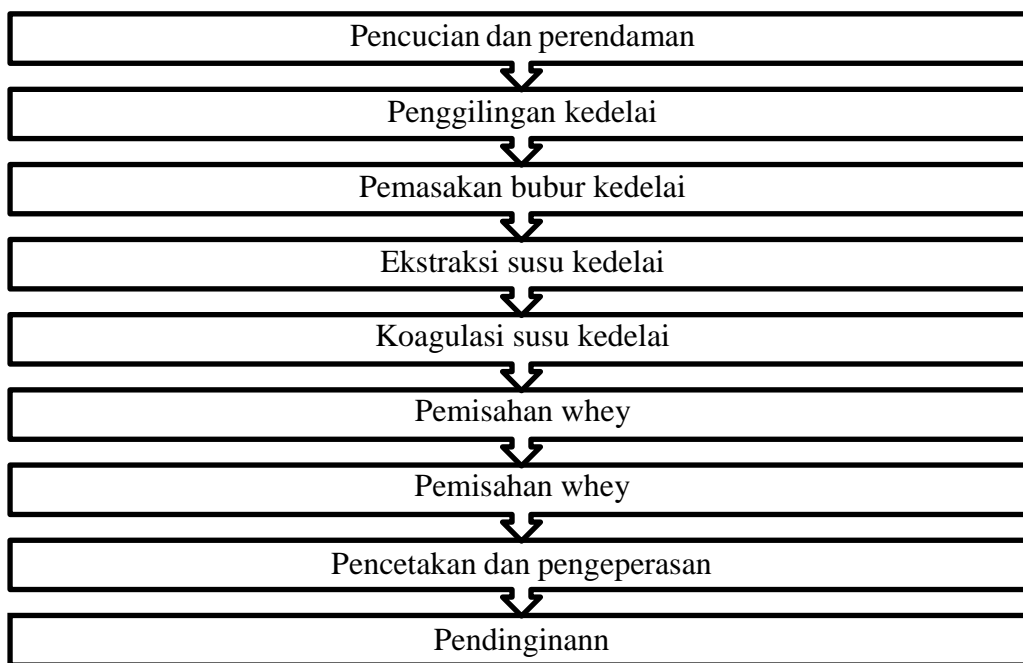 Pencucian dan perendaman
Penggilingan kedelai
Pemasakan bubur kedelai
Ekstraksi susu kedelai
Koagulasi susu kedelai
Pemisahan whey
Pemisahan whey
Pencetakan dan pengeperasan
Pendinginann